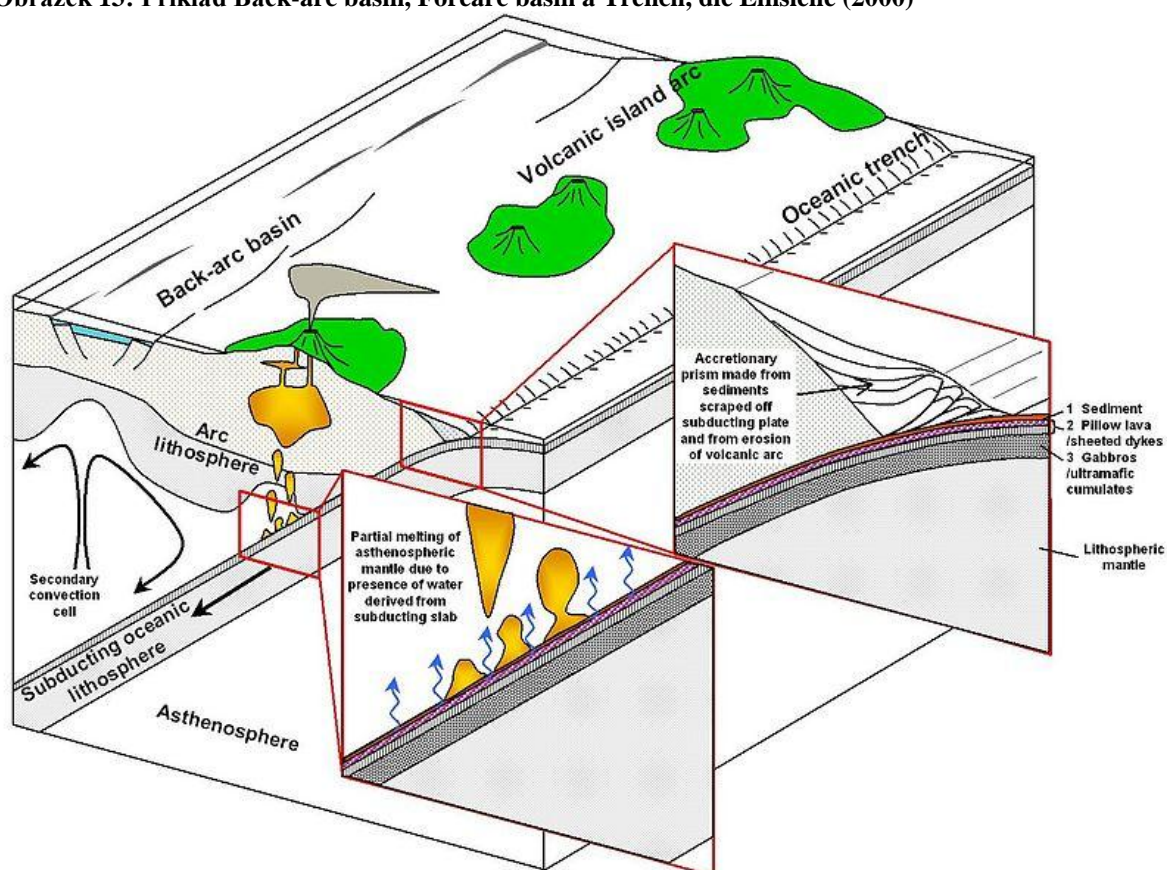 Příklad Back-arc basin, Forearc basin a Trench, dle Einsele (2000)
Volcanic island arc
Oceanic trench
Back-arc basin
Accretionary
prism made from
sediments
scraped off
subducting plate
and from erosion
of volcanic arc
1 Sediment
2 Pillow lava
/sheeted dykes
3 Gabbros
/ultramafic
cumulates
Lithospheric
mantle
Arc
lithosphere
Partial melting of
asthenospheric
mantle due to
presence of water
derived from
subducting slab
Secondary
convection
cell
Subducting oceanic
lithosphere
Asthenosphere